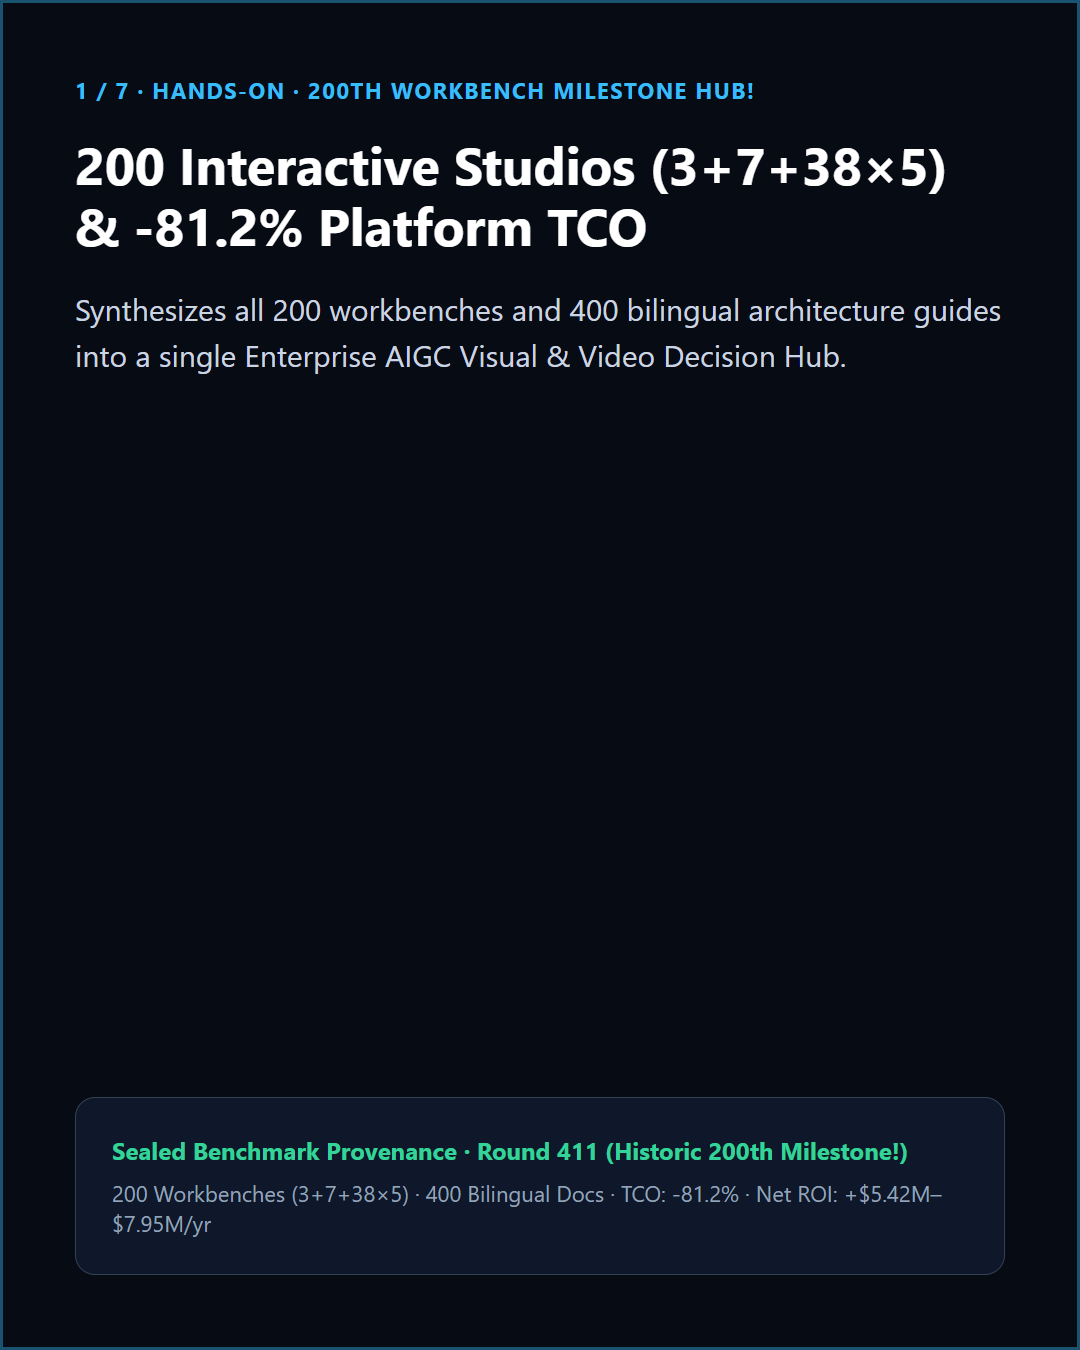 1 / 7 · HANDS-ON · 200TH WORKBENCH MILESTONE HUB!
200 Interactive Studios (3+7+38×5)
& -81.2% Platform TCO
Synthesizes all 200 workbenches and 400 bilingual architecture guides
into a single Enterprise AIGC Visual & Video Decision Hub.
Sealed Benchmark Provenance · Round 411 (Historic 200th Milestone!)
200 Workbenches (3+7+38×5) · 400 Bilingual Docs · TCO: -81.2% · Net ROI: +$5.42M–
$7.95M/yr